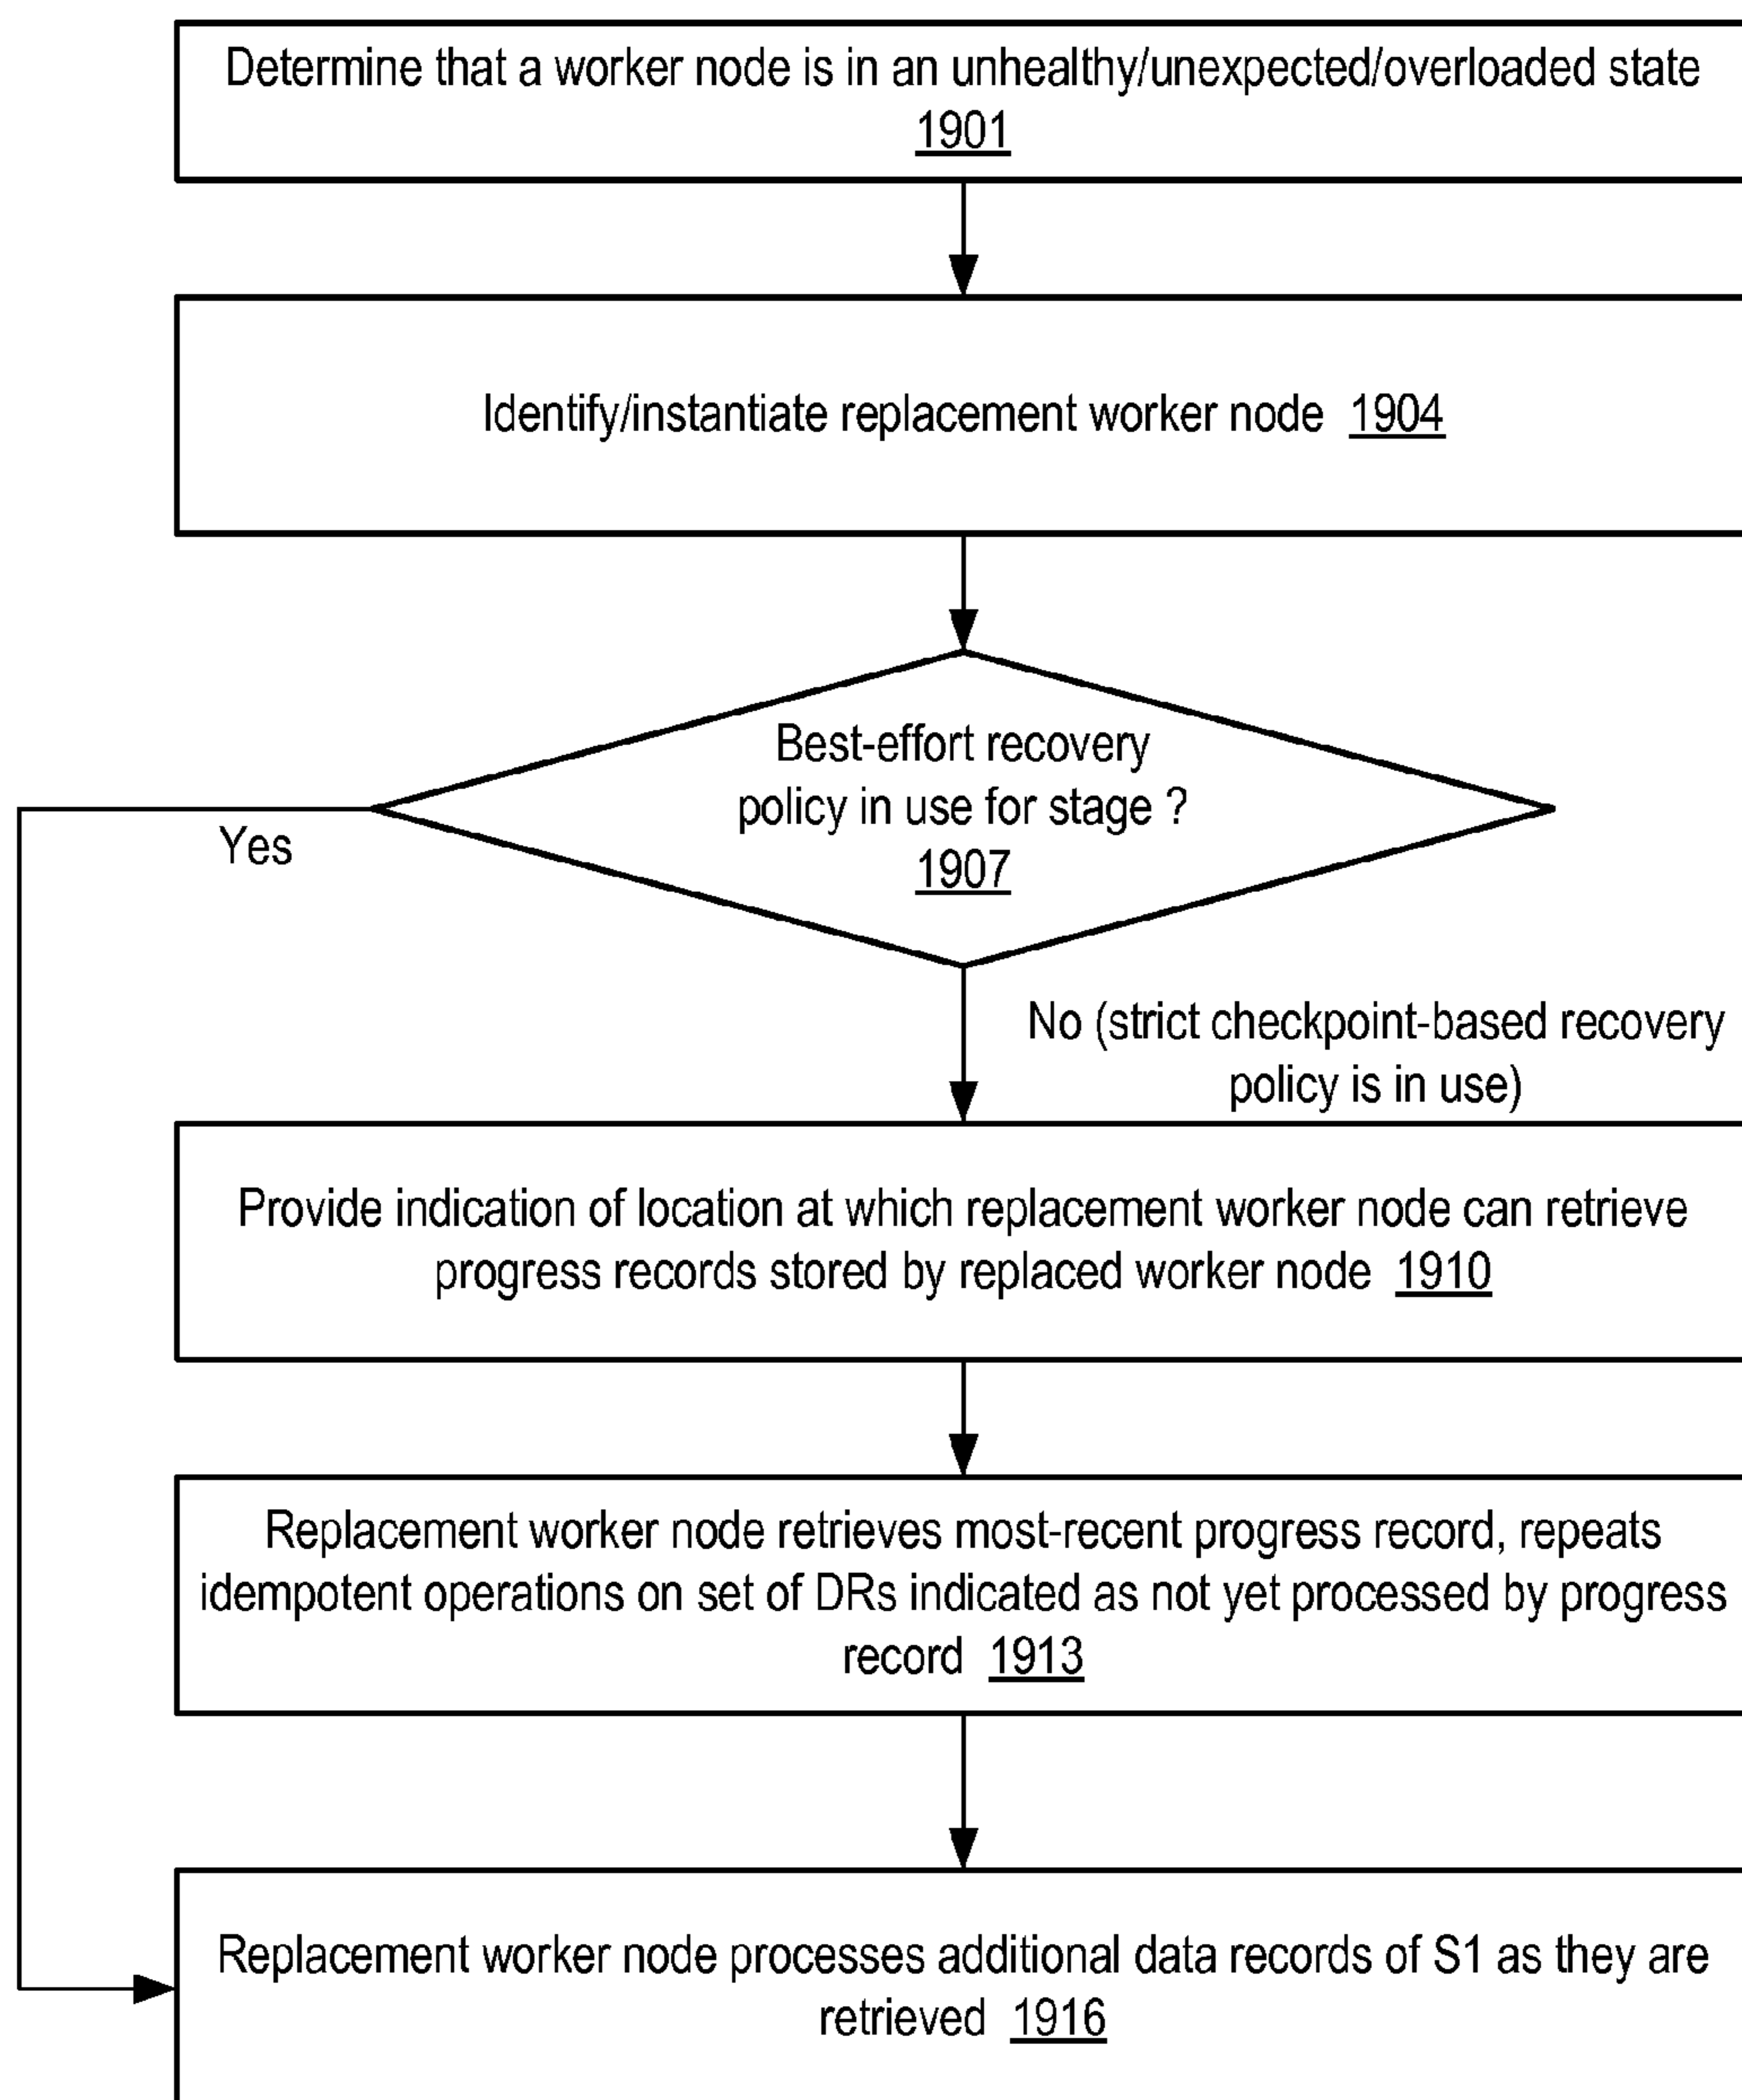 Determine that a worker node is in an unhealthy/unexpected/overloaded state
1901
Identify/instantiate replacement worker node 1904
Best-effort recovery
policy in use for stage ?
1907
Yes
No (strict checkpoint-based recovery
policy is in use)
Provide indication of location at which replacement worker node can retrieve
progress records stored by replaced worker node 1910
Replacement worker node retrieves most-recent progress record, repeats
idempotent operations on set of DRs indicated as not yet processed by progress
record 1913
Replacement worker node processes additional data records of S1 as they are
retrieved 1916